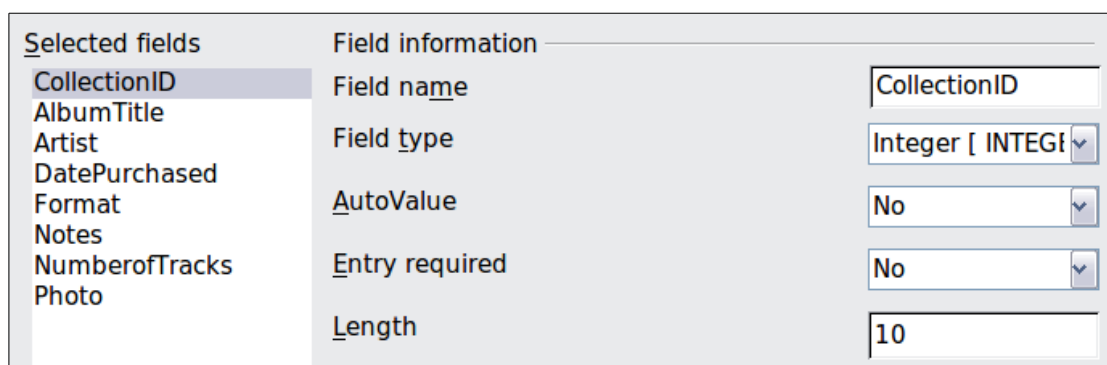 Selected fields
CollectionID
AlbumTitle
Artist
DatePurchased
Format
Notes
NumberofTracks
Photo
Field information
Field name
CollectionID
Field type
Integer [ INTEGE
AutoValue
No
Entry required
No
Length
10